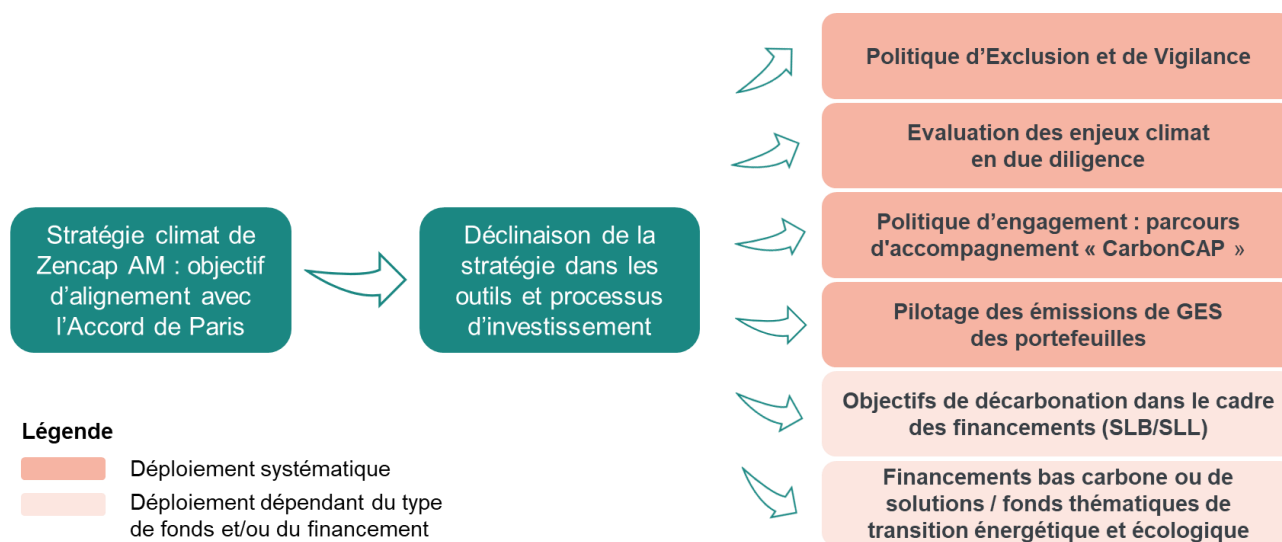 Stratégie climat de
Zencap AM : objectif
d’alignement avec
l’Accord de Paris
Déclinaison de la
stratégie dans les
outils et processus
d’investissement
Politique d’Exclusion et de Vigilance
Evaluation des enjeux climat
en due diligence
Politique d’engagement : parcours
d'accompagnement « CarbonCAP »
Pilotage des émissions de GES
des portefeuilles
Objectifs de décarbonation dans le cadre
des financements (SLB/SLL)
Financements bas carbone ou de
solutions / fonds thématiques de
transition énergétique et écologique
Légende
Déploiement systématique
Déploiement dépendant du type
de fonds et/ou du financement